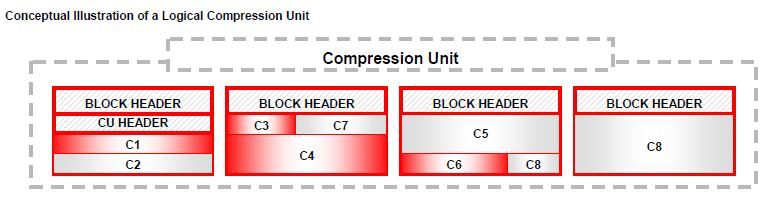 Conceptual Illustration of a Logical Compression Unit
Compression Unit
BLOCK HEADER
CU HEADER
C1
C2
BLOCK HEADER
C3 C7
C4
BLOCK HEADER
C5
C6 C8
BLOCK HEADER
C8